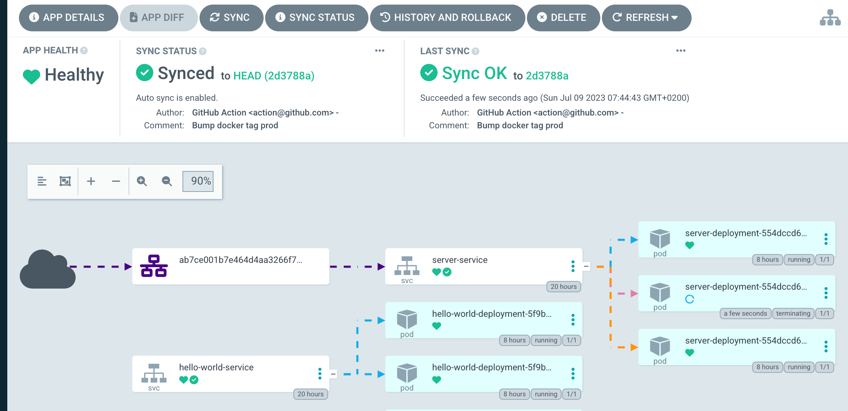 APP DETAILS APP DIFF SYNC SYNC STATUS HISTORY AND ROLLBACK DELETE REFRESH
APP HEALTH
Healthy
SYNC STATUS
Synced to HEAD (2d3788a)
Auto sync is enabled.
Author: GitHub Action <action@github.com> -
Comment: Bump docker tag prod
LAST SYNC
Sync OK to 2d3788a
Succeeded a few seconds ago (Sun Jul 09 2023 07:44:43 GMT+0200)
Author: GitHub Action <action@github.com> -
Comment: Bump docker tag prod
90%
ab7ce001b7e464d4aa3266f7...
server-service
svc
20 hours
server-deployment-554dccd6...
pod
8 hours running 1/1
server-deployment-554dccd6...
pod
a few seconds terminating 1/1
server-deployment-554dccd6...
pod
8 hours running 1/1
hello-world-deployment-5f9b...
pod
8 hours running 1/1
hello-world-service
svc
20 hours
hello-world-deployment-5f9b...
pod
8 hours running 1/1